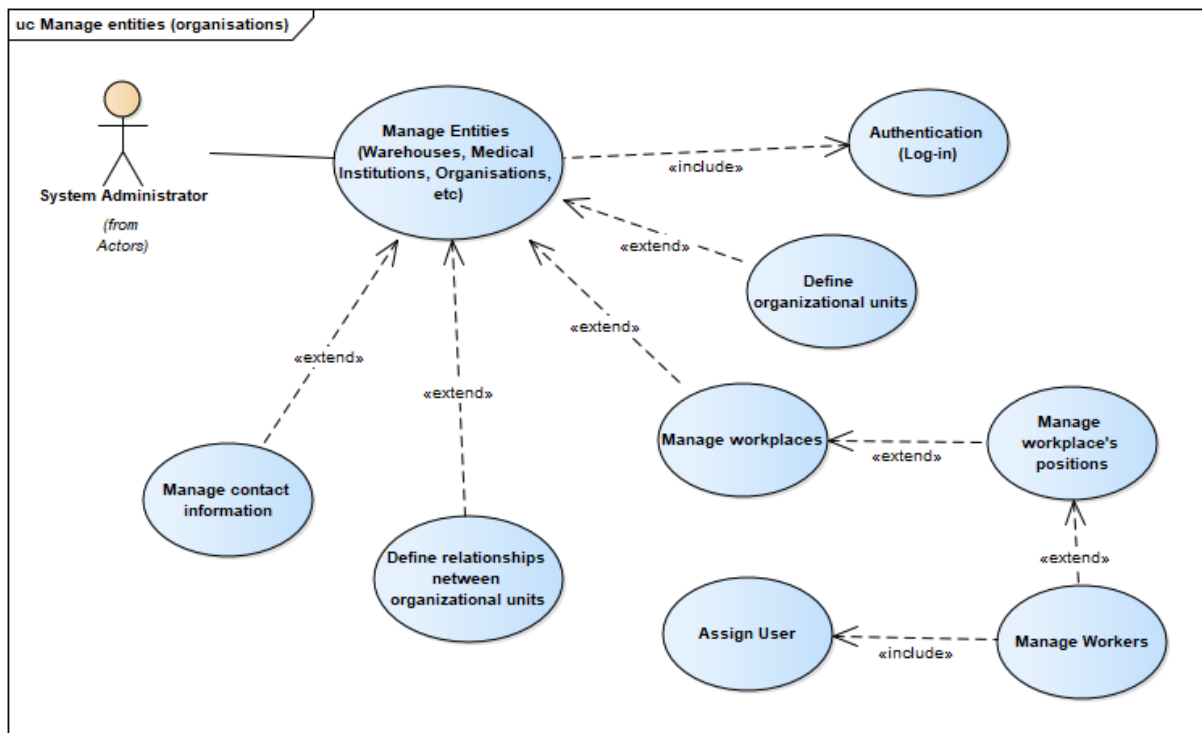 uc Manage entities (organisations)
System Administrator
(from
Actors)
Manage Entities
(Warehouses, Medical
Institutions, Organisations,
etc)
Authentication
(Log-in)
«include»
«extend»
Define
organizational units
«extend»
«extend»
«extend»
Manage workplaces
Manage
workplace's
positions
«extend»
Manage contact
information
Define relationships
netween
organizational units
«extend»
Assign User
Manage Workers
«include»